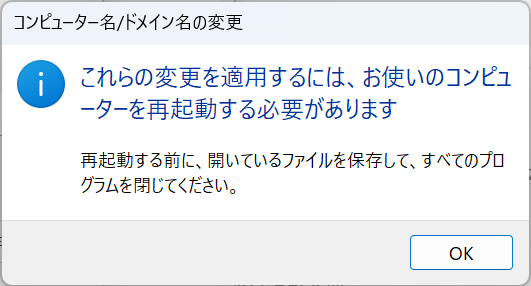 コンピューター名/ドメイン名の変更
これらの変更を適用するには、お使いのコンピュ
ーターを再起動する必要があります
再起動する前に、開いているファイルを保存して、すべてのプロ
グラムを閉じてください。
OK